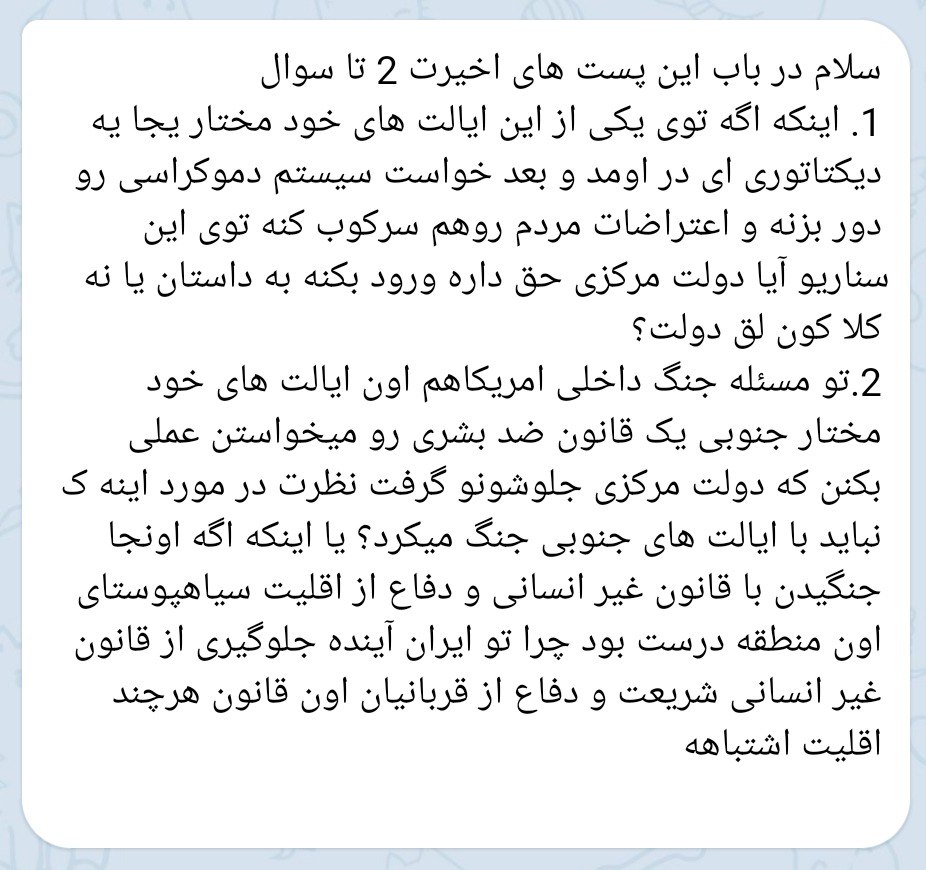 سلام در باب این پست های اخیرت 2 تا سوال
1. اینکه اگه توی یکی از این ایالت های خود مختار یجا یه
دیکتاتوری ای در اومد و بعد خواست سیستم دموکراسی رو
دور بزنه و اعتراضات مردم روهم سرکوب کنه توی این
سناریو آیا دولت مرکزی حق داره ورود بکنه به داستان یا نه
کلا کون لق دولت؟
2.تو مسئله جنگ داخلی امریکاهم اون ایالت های خود
مختار جنوبی یک قانون ضد بشری رو میخواستن عملی
بکنن که دولت مرکزی جلوشونو گرفت نظرت در مورد اینه ک
نباید با ایالت های جنوبی جنگ میکرد؟ یا اینکه اگه اونجا
جنگیدن با قانون غیر انسانی و دفاع از اقلیت سیاهپوستای
اون منطقه درست بود چرا تو ایران آینده جلوگیری از قانون
غیر انسانی شریعت و دفاع از قربانیان اون قانون هرچند
اقلیت اشتباهه